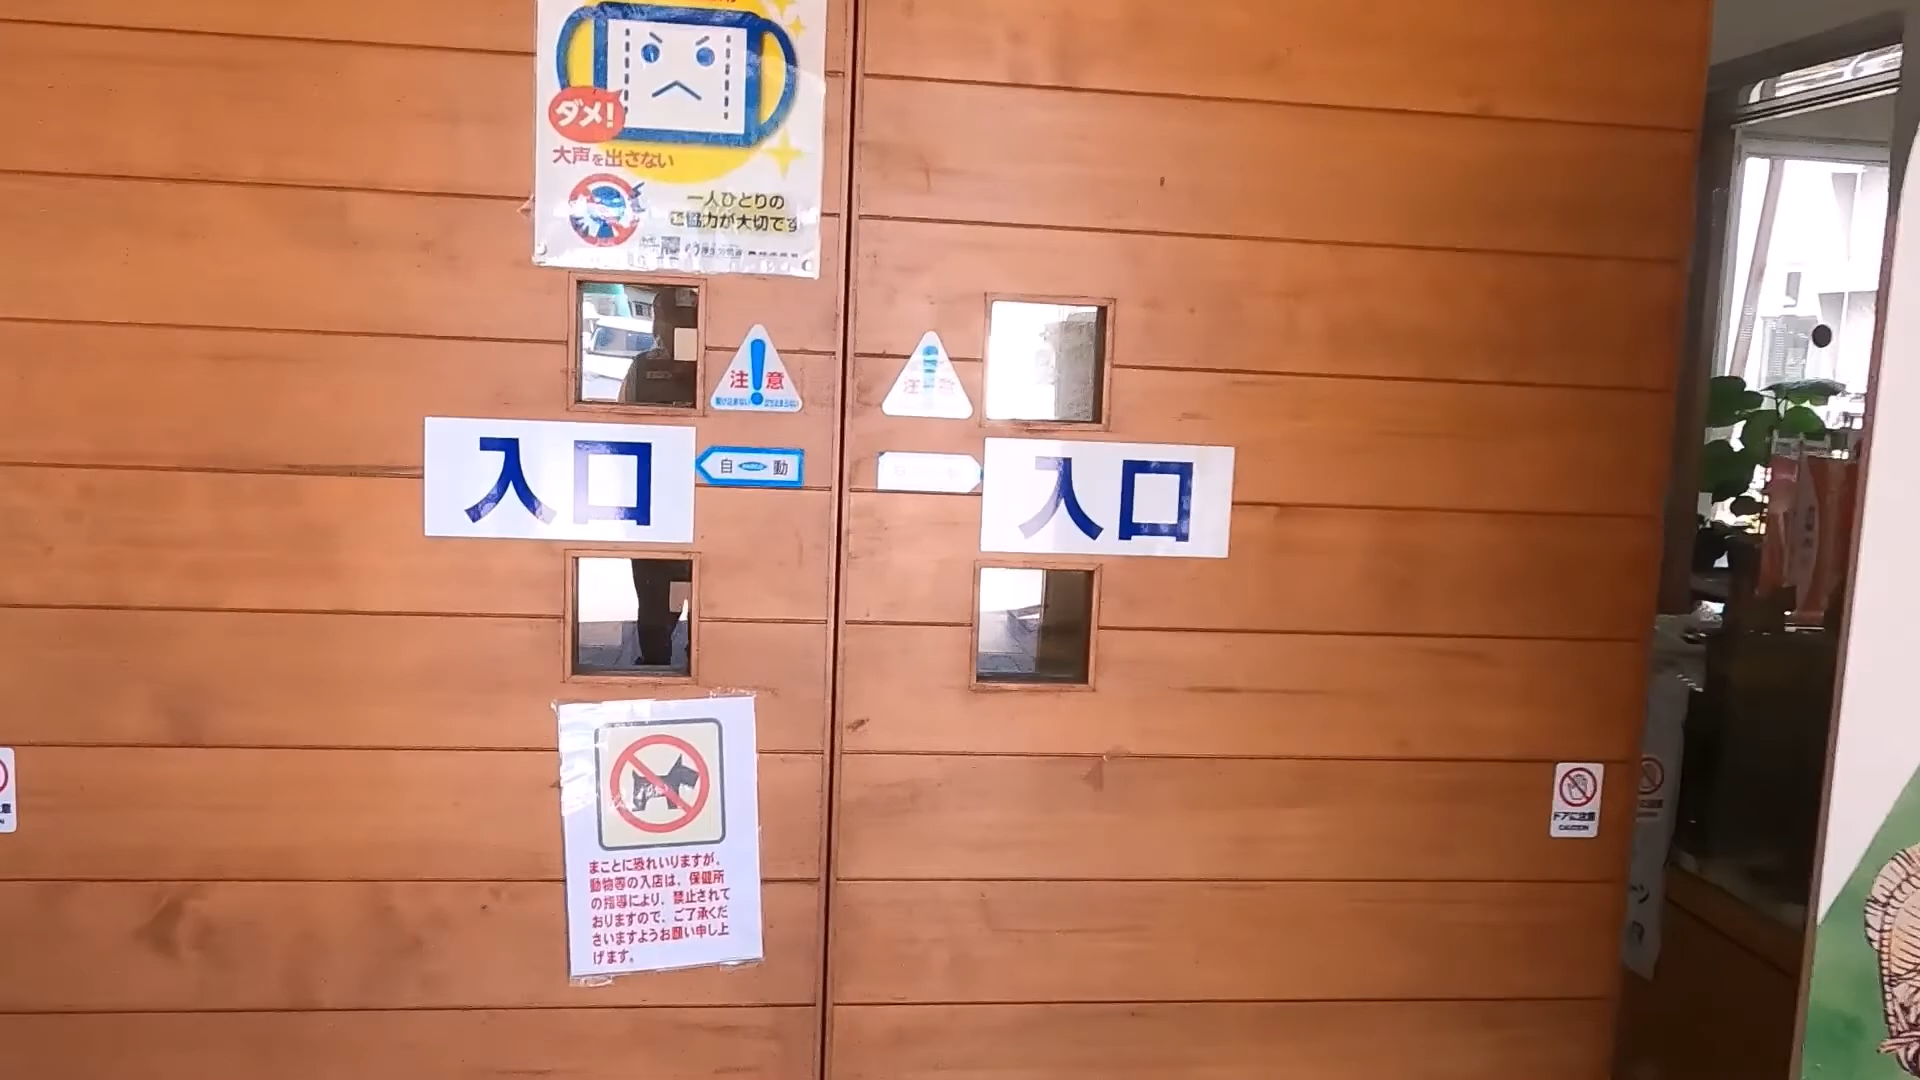 ダメ!
大声を出さない
一人ひとりの
ご協力が大切です
注意
注意
入口
自動
入口
まことに恐れいりますが、
動物等の入店は、保健所
の指導により、禁止されて
おりますので、ご了承くだ
さいますようお願い申し上
げます。
ドアに注意